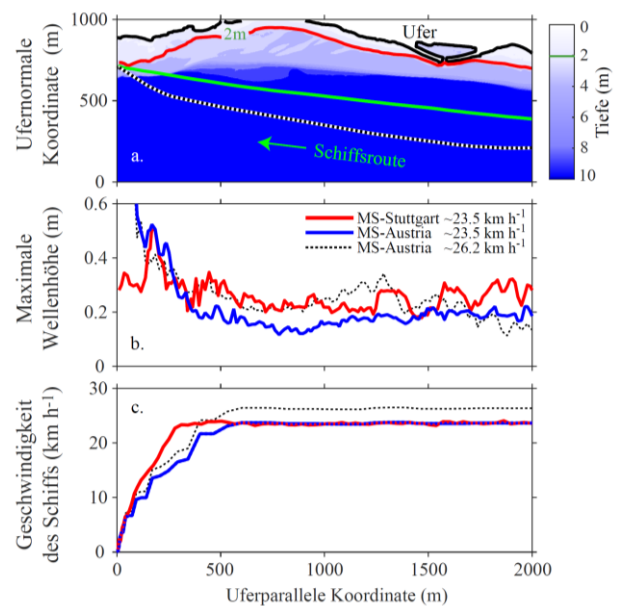 1000
500
0
Ufernormale
Koordinate (m)
2m
Ufer
Schiffsroute
a.
0
2
4
6
8
10
Tiefe (m)
0.6
0.4
0.2
0
Maximale
Wellenhöhe (m)
MS-Stuttgart ~23.5 km h-1
MS-Austria ~23.5 km h-1
MS-Austria ~26.2 km h-1
b.
30
20
10
0
Geschwindigkeit
des Schiffs (km h-1)
c.
0 500 1000 1500 2000
Uferparallele Koordinate (m)